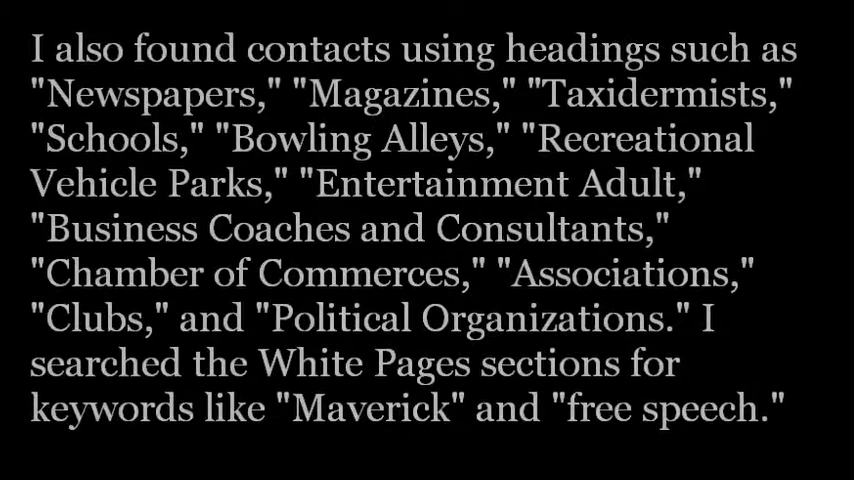 I also found contacts using headings such as
"Newspapers," "Magazines," "Taxidermists,"
"Schools," "Bowling Alleys," "Recreational
Vehicle Parks," "Entertainment Adult,"
"Business Coaches and Consultants,"
"Chamber of Commerces," "Associations,"
"Clubs," and "Political Organizations." I
searched the White Pages sections for
keywords like "Maverick" and "free speech."